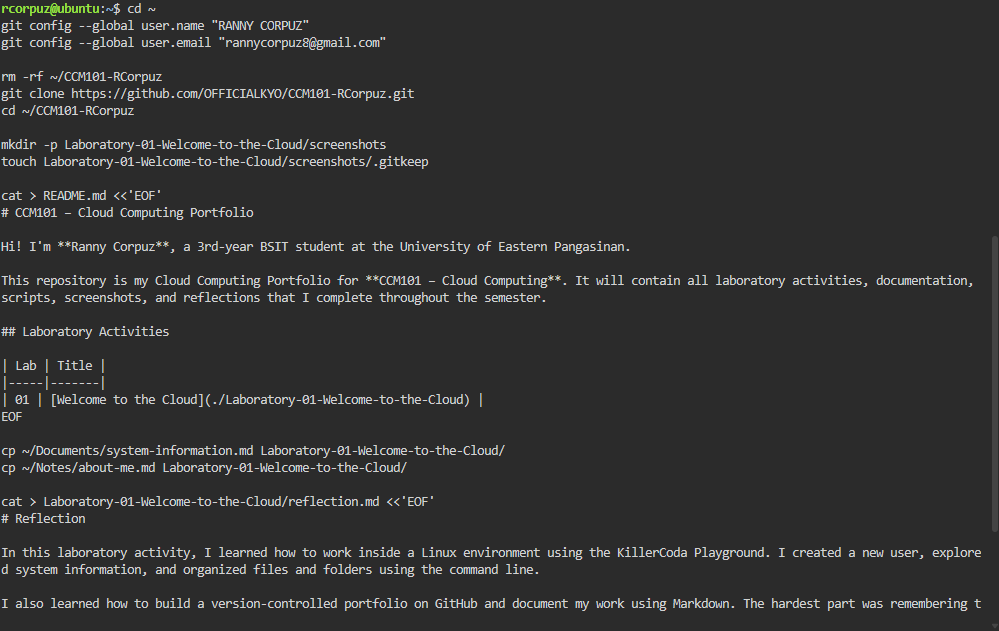 rcorpuz@ubuntu:~$ cd ~
git config --global user.name "RANNY CORPUZ"
git config --global user.email "rannycorpuz8@gmail.com"
rm -rf ~/CCM101-RCorpuz
git clone https://github.com/OFFICIALKYO/CCM101-RCorpuz.git
cd ~/CCM101-RCorpuz
mkdir -p Laboratory-01-Welcome-to-the-Cloud/screenshots
touch Laboratory-01-Welcome-to-the-Cloud/screenshots/.gitkeep
cat > README.md <<'EOF'
# CCM101 – Cloud Computing Portfolio
Hi! I'm **Ranny Corpuz**, a 3rd-year BSIT student at the University of Eastern Pangasinan.
This repository is my Cloud Computing Portfolio for **CCM101 – Cloud Computing**. It will contain all laboratory activities, documentation,
scripts, screenshots, and reflections that I complete throughout the semester.
## Laboratory Activities
| Lab | Title |
|-----|-------|
| 01 | [Welcome to the Cloud](./Laboratory-01-Welcome-to-the-Cloud) |
EOF
cp ~/Documents/system-information.md Laboratory-01-Welcome-to-the-Cloud/
cp ~/Notes/about-me.md Laboratory-01-Welcome-to-the-Cloud/
cat > Laboratory-01-Welcome-to-the-Cloud/reflection.md <<'EOF'
# Reflection
In this laboratory activity, I learned how to work inside a Linux environment using the KillerCoda Playground. I created a new user, explore
d system information, and organized files and folders using the command line.
I also learned how to build a version-controlled portfolio on GitHub and document my work using Markdown. The hardest part was remembering t